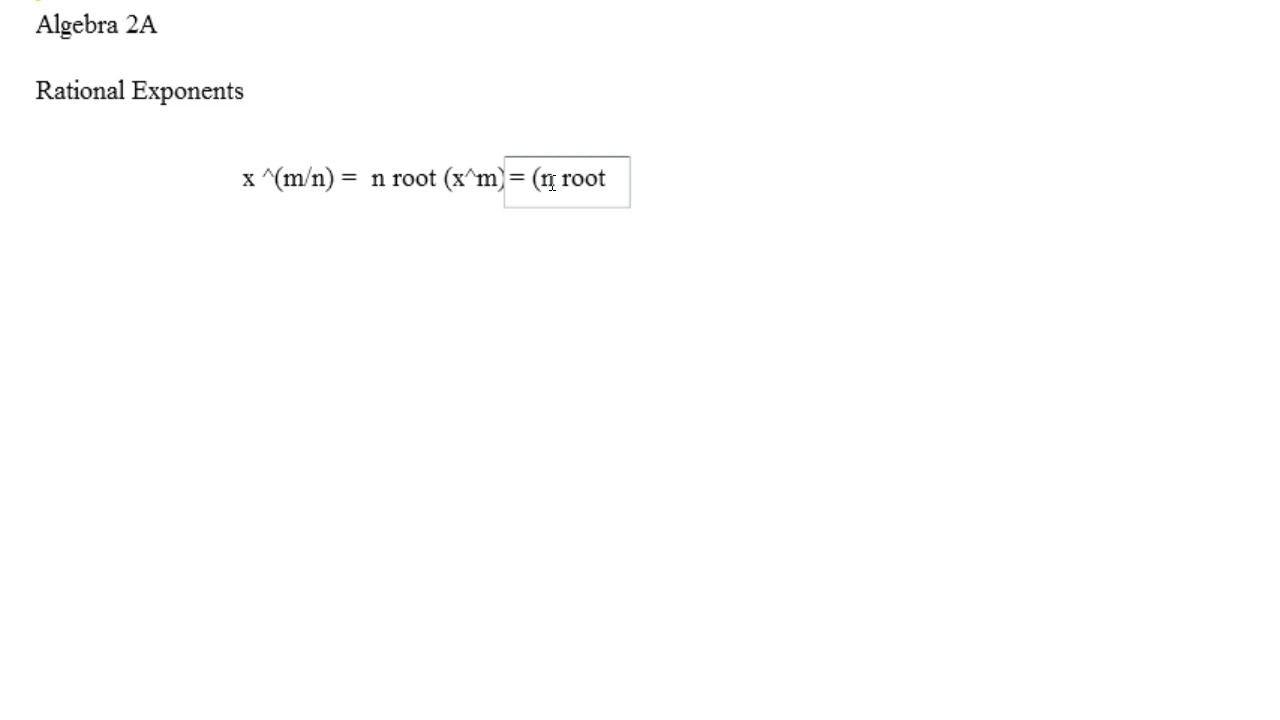 Algebra 2A
Rational Exponents
x ^(m/n) = n root (x^m) = (n root